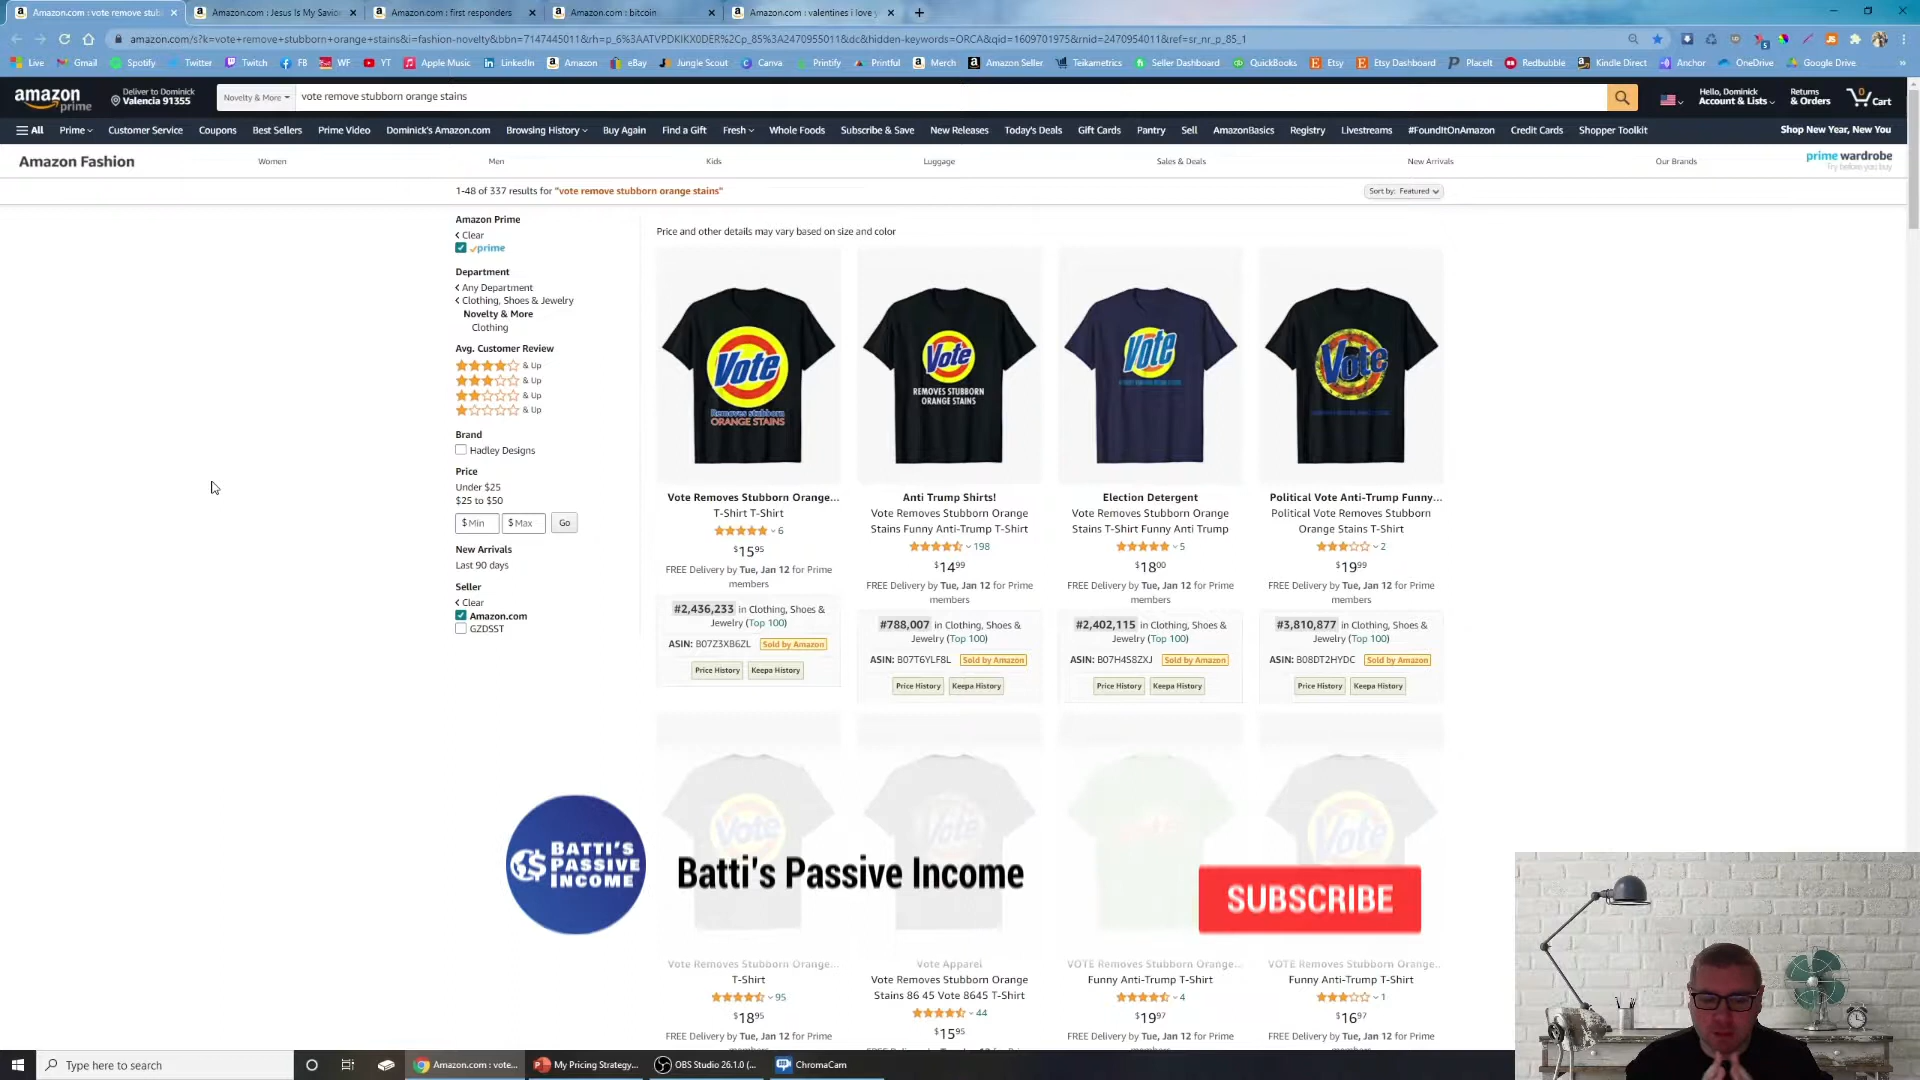 Amazon.com : vote remove stubb
Amazon.com : Jesus Is My Savio
Amazon.com : first responders
Amazon.com : bitcoin
Amazon.com : valentines i love y
amazon.com/s?k=vote+remove+stubborn+orange+stains&i=fashion-novelty&bbn=7147445011&rh=p_6%3AATVPDKIKX0DER%2Cp_85%3A2470955011&dc&hidden-keywords=ORCA&qid=1609701975&rnid=2470954011&ref=sr_nr_p_85_1
Live Gmail Spotify Twitter Twitch FB WF YT Apple Music LinkedIn Amazon eBay Jungle Scout Canva Printify Printful Merch Amazon Seller Teikametrics Seller Dashboard QuickBooks Etsy Etsy Dashboard PlaceIt Redbubble Kindle Direct Anchor OneDrive Google Drive
amazon prime
Deliver to Dominick
Valencia 91355
Novelty & More
vote remove stubborn orange stains
Hello, Dominick
Account & Lists
Returns
& Orders
0
Cart
All Prime Customer Service Coupons Best Sellers Prime Video Dominick's Amazon.com Browsing History Buy Again Find a Gift Fresh Whole Foods Subscribe & Save New Releases Today's Deals Gift Cards Pantry Sell AmazonBasics Registry Livestreams #FoundItOnAmazon Credit Cards Shopper Toolkit Shop New Year, New You
Amazon Fashion Women Men Kids Luggage Sales & Deals New Arrivals Our Brands
prime wardrobe
Try before you buy
1-48 of 337 results for "vote remove stubborn orange stains"
Sort by: Featured
Amazon Prime
Clear
prime
Department
Any Department
Clothing, Shoes & Jewelry
Novelty & More
Clothing
Avg. Customer Review
& Up
& Up
& Up
& Up
Brand
Hadley Designs
Price
Under $25
$25 to $50
$ Min $ Max Go
New Arrivals
Last 90 days
Seller
Clear
Amazon.com
GZDSST
Price and other details may vary based on size and color
Vote
Removes stubborn
ORANGE STAINS
Vote Removes Stubborn Orange...
T-Shirt T-Shirt
6
$15 95
FREE Delivery by Tue, Jan 12 for Prime
members
#2,436,233 in Clothing, Shoes &
Jewelry (Top 100)
ASIN: B07Z3XB6ZL Sold by Amazon
Price History Keepa History
Vote
REMOVES STUBBORN
ORANGE STAINS
Anti Trump Shirts!
Vote Removes Stubborn Orange
Stains Funny Anti-Trump T-Shirt
198
$14 99
FREE Delivery by Tue, Jan 12 for Prime
members
#788,007 in Clothing, Shoes &
Jewelry (Top 100)
ASIN: B07T6YLF8L Sold by Amazon
Price History Keepa History
Vote
Election Detergent
Vote Removes Stubborn Orange
Stains T-Shirt Funny Anti Trump
5
$18 00
FREE Delivery by Tue, Jan 12 for Prime
members
#2,402,115 in Clothing, Shoes &
Jewelry (Top 100)
ASIN: B07H4S8ZXJ Sold by Amazon
Price History Keepa History
Vote
Political Vote Anti-Trump Funny...
Political Vote Removes Stubborn
Orange Stains T-Shirt
2
$19 99
FREE Delivery by Tue, Jan 12 for Prime
members
#3,810,877 in Clothing, Shoes &
Jewelry (Top 100)
ASIN: B08DT2HYDC Sold by Amazon
Price History Keepa History
Vote
Vote
Vote
BATTI'S
PASSIVE
INCOME
Batti's Passive Income
SUBSCRIBE
Vote Removes Stubborn Orange...
T-Shirt
95
$18 95
FREE Delivery by Tue, Jan 12 for Prime
Vote Apparel
Vote Removes Stubborn Orange
Stains 86 45 Vote 8645 T-Shirt
44
$15 95
VOTE Removes Stubborn Orange...
Funny Anti-Trump T-Shirt
4
$19 97
FREE Delivery by Tue, Jan 12 for Prime
VOTE Removes Stubborn Orange...
Funny Anti-Trump T-Shirt
1
$16 97
FREE Delivery by Tue, Jan 12 for Prime
Type here to search
Amazon.com : vote...
My Pricing Strategy...
OBS Studio 26.1.0 (...
ChromaCam